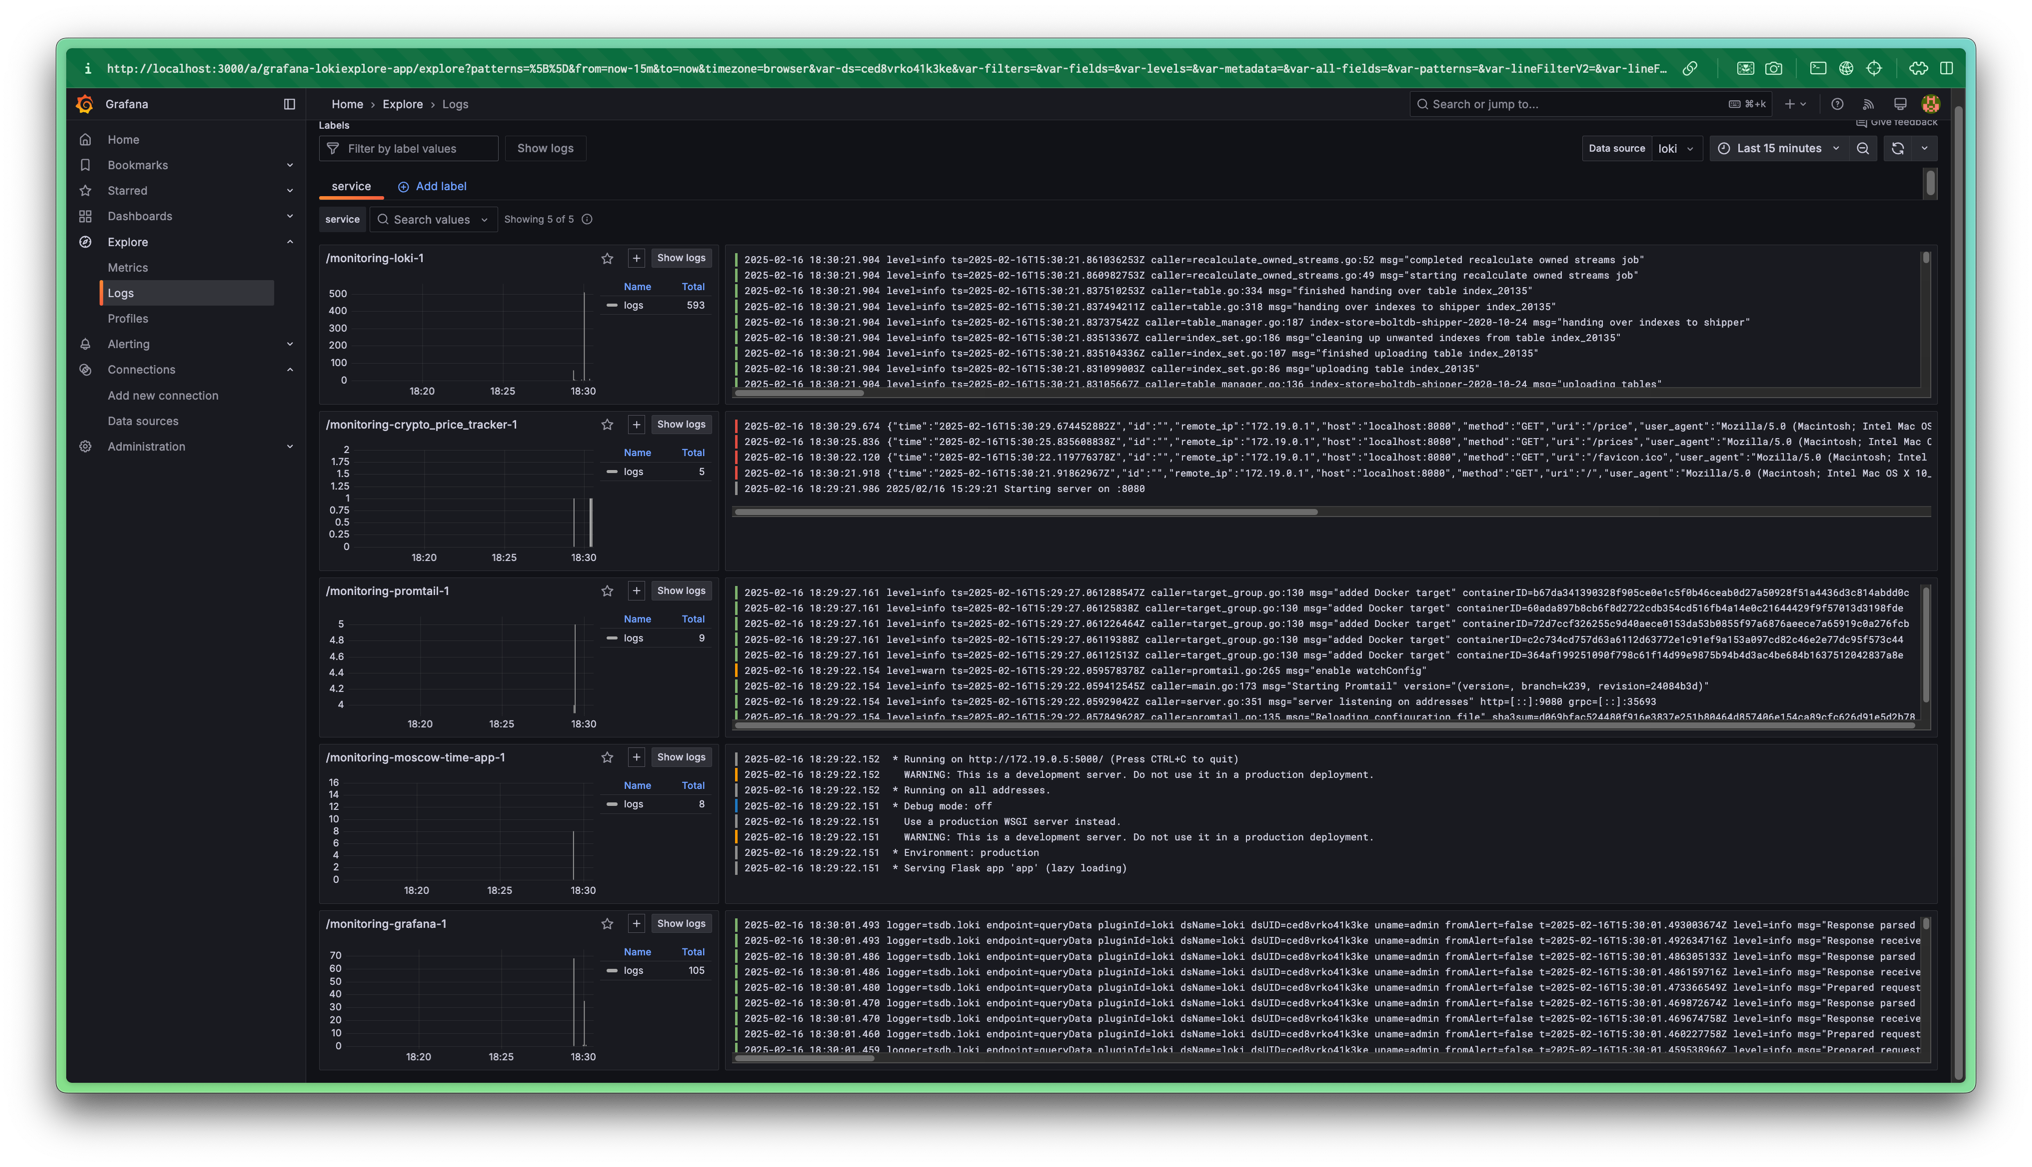 http://localhost:3000/a/grafana-lokiexplore-app/explore?patterns=%5B%5D&from=now-15m&to=now&timezone=browser&var-ds=ced8vrko41k3ke&var-filters=&var-fields=&var-levels=&var-metadata=&var-all-fields=&var-patterns=&var-lineFilterV2=&var-lineF…
Grafana
Home › Explore › Logs
Search or jump to...
⌘+k
Home
Bookmarks
Starred
Dashboards
Explore
Metrics
Logs
Profiles
Alerting
Connections
Add new connection
Data sources
Administration
Labels
Give feedback
Filter by label values
Show logs
Data source
loki
Last 15 minutes
service
Add label
service
Search values
Showing 5 of 5
/monitoring-loki-1
Show logs
Name Total
logs 593
500
400
300
200
100
0
18:20 18:25 18:30
2025-02-16 18:30:21.904 level=info ts=2025-02-16T15:30:21.861036253Z caller=recalculate_owned_streams.go:52 msg="completed recalculate owned streams job"
2025-02-16 18:30:21.904 level=info ts=2025-02-16T15:30:21.860982753Z caller=recalculate_owned_streams.go:49 msg="starting recalculate owned streams job"
2025-02-16 18:30:21.904 level=info ts=2025-02-16T15:30:21.837510253Z caller=table.go:334 msg="finished handing over table index_20135"
2025-02-16 18:30:21.904 level=info ts=2025-02-16T15:30:21.837494211Z caller=table.go:318 msg="handing over indexes to shipper index_20135"
2025-02-16 18:30:21.904 level=info ts=2025-02-16T15:30:21.83737542Z caller=table_manager.go:187 index-store=boltdb-shipper-2020-10-24 msg="handing over indexes to shipper"
2025-02-16 18:30:21.904 level=info ts=2025-02-16T15:30:21.83513367Z caller=index_set.go:186 msg="cleaning up unwanted indexes from table index_20135"
2025-02-16 18:30:21.904 level=info ts=2025-02-16T15:30:21.835104336Z caller=index_set.go:107 msg="finished uploading table index_20135"
2025-02-16 18:30:21.904 level=info ts=2025-02-16T15:30:21.831099003Z caller=index_set.go:86 msg="uploading table index_20135"
2025-02-16 18:30:21.904 level=info ts=2025-02-16T15:30:21.83105667Z caller=table_manager.go:136 index-store=boltdb-shipper-2020-10-24 msg="uploading tables"
/monitoring-crypto_price_tracker-1
Show logs
Name Total
logs 5
2
1.75
1.5
1.25
1
0.75
0.5
0.25
0
18:20 18:25 18:30
2025-02-16 18:30:29.674 {"time":"2025-02-16T15:30:29.674452882Z","id":"","remote_ip":"172.19.0.1","host":"localhost:8080","method":"GET","uri":"/price","user_agent":"Mozilla/5.0 (Macintosh; Intel Mac OS
2025-02-16 18:30:25.836 {"time":"2025-02-16T15:30:25.835608838Z","id":"","remote_ip":"172.19.0.1","host":"localhost:8080","method":"GET","uri":"/prices","user_agent":"Mozilla/5.0 (Macintosh; Intel Mac O
2025-02-16 18:30:22.120 {"time":"2025-02-16T15:30:22.119776378Z","id":"","remote_ip":"172.19.0.1","host":"localhost:8080","method":"GET","uri":"/favicon.ico","user_agent":"Mozilla/5.0 (Macintosh; Intel
2025-02-16 18:30:21.918 {"time":"2025-02-16T15:30:21.91862967Z","id":"","remote_ip":"172.19.0.1","host":"localhost:8080","method":"GET","uri":"/","user_agent":"Mozilla/5.0 (Macintosh; Intel Mac OS X 10_
2025-02-16 18:29:21.986 2025/02/16 15:29:21 Starting server on :8080
/monitoring-promtail-1
Show logs
Name Total
logs 9
5
4.8
4.6
4.4
4.2
4
18:20 18:25 18:30
2025-02-16 18:29:27.161 level=info ts=2025-02-16T15:29:27.061288547Z caller=target_group.go:130 msg="added Docker target" containerID=b67da341390328f905ce0e1c5f0b46ceab0d27a50928f51a4436d3c814abdd0c
2025-02-16 18:29:27.161 level=info ts=2025-02-16T15:29:27.06125838Z caller=target_group.go:130 msg="added Docker target" containerID=60ada897b8cb6f8d2722cdb354cd516fb4a14e0c21644429f9f57013d3198fde
2025-02-16 18:29:27.161 level=info ts=2025-02-16T15:29:27.061226464Z caller=target_group.go:130 msg="added Docker target" containerID=72d7ccf326255c9d40aece0153da53b0855f97a6876aeece7a65919c0a276fcb
2025-02-16 18:29:27.161 level=info ts=2025-02-16T15:29:27.06119388Z caller=target_group.go:130 msg="added Docker target" containerID=c2c734cd757d63a6112d63772e1c91ef9a153a097cd82c46e2e77dc95f573c44
2025-02-16 18:29:27.161 level=info ts=2025-02-16T15:29:27.06112513Z caller=target_group.go:130 msg="added Docker target" containerID=364af199251090f798c61f14d99e9875b94b4d3ac4be684b1637512042837a8e
2025-02-16 18:29:22.154 level=warn ts=2025-02-16T15:29:22.059578378Z caller=promtail.go:265 msg="enable watchConfig"
2025-02-16 18:29:22.154 level=info ts=2025-02-16T15:29:22.059412545Z caller=main.go:173 msg="Starting Promtail" version="(version=, branch=k239, revision=24084b3d)"
2025-02-16 18:29:22.154 level=info ts=2025-02-16T15:29:22.05929042Z caller=server.go:351 msg="server listening on addresses" http=[::]:9080 grpc=[::]:35693
2025-02-16 18:29:22.154 level=info ts=2025-02-16T15:29:22.057849628Z caller=promtail.go:135 msg="Reloading configuration file" sha3sum=d069bfac524480f916e3837e251b80464d857406e154ca89cfc626d91e5d2b78
/monitoring-moscow-time-app-1
Show logs
Name Total
logs 8
16
14
12
10
8
6
4
2
0
18:20 18:25 18:30
2025-02-16 18:29:22.152 * Running on http://172.19.0.5:5000/ (Press CTRL+C to quit)
2025-02-16 18:29:22.152 WARNING: This is a development server. Do not use it in a production deployment.
2025-02-16 18:29:22.152 * Running on all addresses.
2025-02-16 18:29:22.151 * Debug mode: off
2025-02-16 18:29:22.151 Use a production WSGI server instead.
2025-02-16 18:29:22.151 WARNING: This is a development server. Do not use it in a production deployment.
2025-02-16 18:29:22.151 * Environment: production
2025-02-16 18:29:22.151 * Serving Flask app 'app' (lazy loading)
/monitoring-grafana-1
Show logs
Name Total
logs 105
70
60
50
40
30
20
10
0
18:20 18:25 18:30
2025-02-16 18:30:01.493 logger=tsdb.loki endpoint=queryData pluginId=loki dsName=loki dsUID=ced8vrko41k3ke uname=admin fromAlert=false t=2025-02-16T15:30:01.493003674Z level=info msg="Response parsed
2025-02-16 18:30:01.493 logger=tsdb.loki endpoint=queryData pluginId=loki dsName=loki dsUID=ced8vrko41k3ke uname=admin fromAlert=false t=2025-02-16T15:30:01.492634716Z level=info msg="Response receive
2025-02-16 18:30:01.486 logger=tsdb.loki endpoint=queryData pluginId=loki dsName=loki dsUID=ced8vrko41k3ke uname=admin fromAlert=false t=2025-02-16T15:30:01.486305133Z level=info msg="Response parsed
2025-02-16 18:30:01.486 logger=tsdb.loki endpoint=queryData pluginId=loki dsName=loki dsUID=ced8vrko41k3ke uname=admin fromAlert=false t=2025-02-16T15:30:01.486159716Z level=info msg="Response receive
2025-02-16 18:30:01.480 logger=tsdb.loki endpoint=queryData pluginId=loki dsName=loki dsUID=ced8vrko41k3ke uname=admin fromAlert=false t=2025-02-16T15:30:01.473366549Z level=info msg="Prepared request
2025-02-16 18:30:01.470 logger=tsdb.loki endpoint=queryData pluginId=loki dsName=loki dsUID=ced8vrko41k3ke uname=admin fromAlert=false t=2025-02-16T15:30:01.469872674Z level=info msg="Response parsed
2025-02-16 18:30:01.470 logger=tsdb.loki endpoint=queryData pluginId=loki dsName=loki dsUID=ced8vrko41k3ke uname=admin fromAlert=false t=2025-02-16T15:30:01.469674758Z level=info msg="Response receive
2025-02-16 18:30:01.460 logger=tsdb.loki endpoint=queryData pluginId=loki dsName=loki dsUID=ced8vrko41k3ke uname=admin fromAlert=false t=2025-02-16T15:30:01.460227758Z level=info msg="Prepared request
2025-02-16 18:30:01.459 logger=tsdb.loki endpoint=queryData pluginId=loki dsName=loki dsUID=ced8vrko41k3ke uname=admin fromAlert=false t=2025-02-16T15:30:01.459538966Z level=info msg="Prepared request